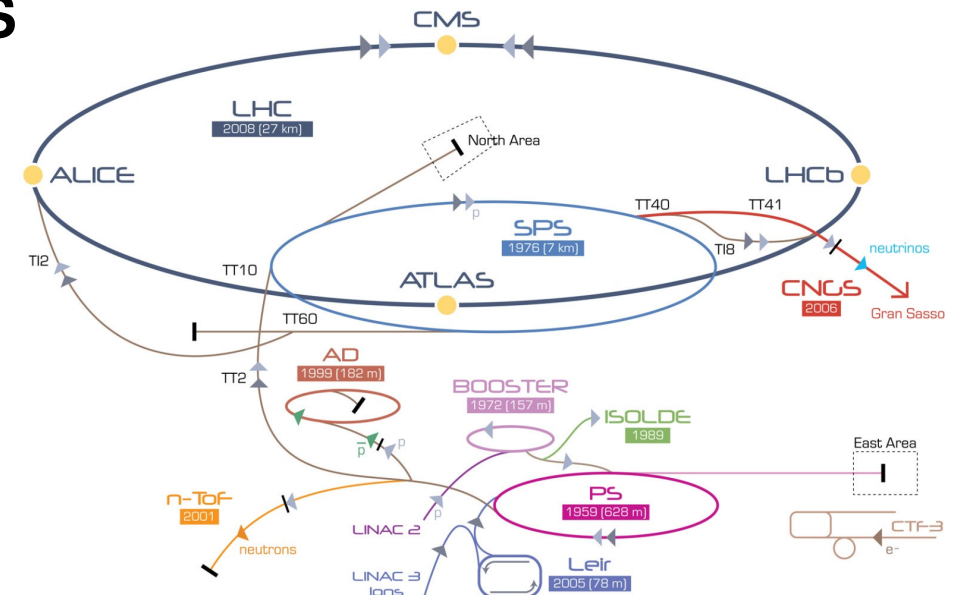 s
CMS
LHC
2008 (27 km)
North Area
ALICE
LHCb
TT40
TT41
p
SPS
1976 (7 km)
TI8
neutrinos
TI2
TT10
ATLAS
CNGS
2006
Gran Sasso
TT60
AD
1999 (182 m)
TT2
BOOSTER
1972 (157 m)
ISOLDE
1989
p
p
East Area
n-ToF
2001
PS
1959 (628 m)
p
LINAC 2
neutrons
CTF-3
e-
LINAC 3
Ions
Leir
2005 (78 m)